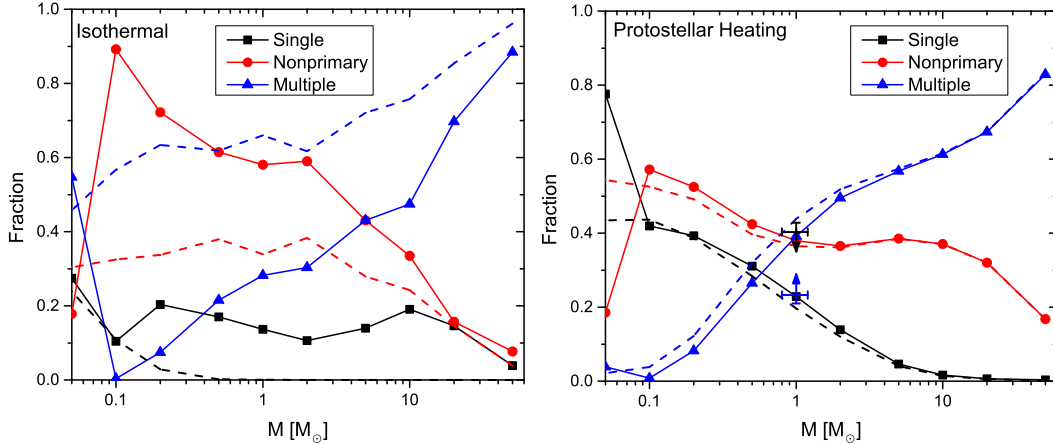 Isothermal
Single
Nonprimary
Multiple
1.0
0.8
0.6
0.4
0.2
0.0
Fraction
0.1
1
10
M [M☉]
Protostellar Heating
Single
Nonprimary
Multiple
1.0
0.8
0.6
0.4
0.2
0.0
Fraction
0.1
1
10
M [M☉]